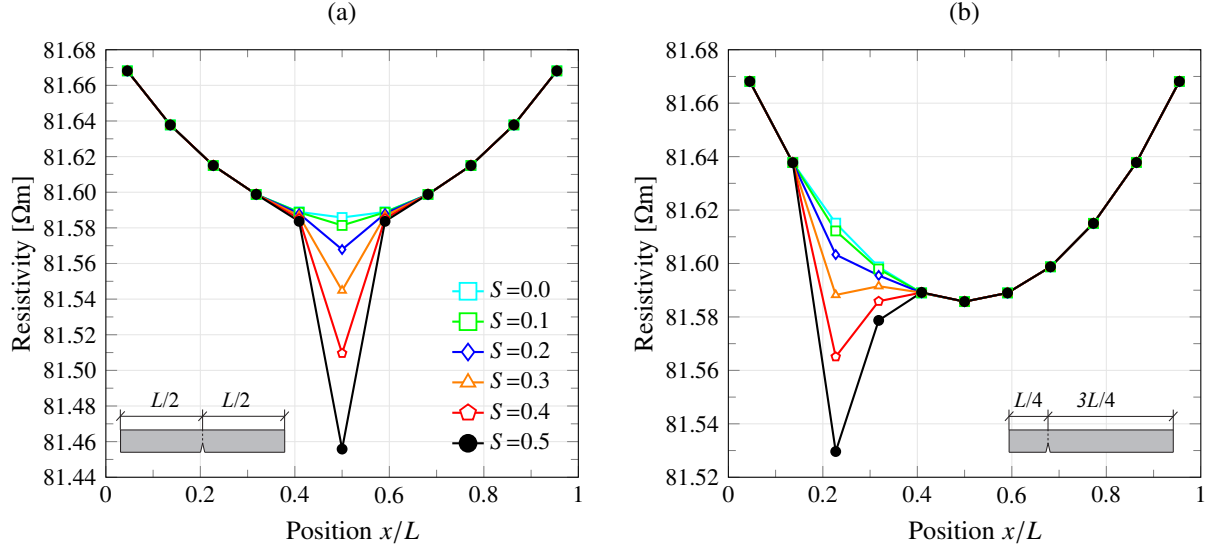 (a)
81.68
81.66
81.64
81.62
81.60
81.58
81.56
81.54
81.52
81.50
81.48
81.46
81.44
Resistivity [Ωm]
0
0.2
0.4
0.6
0.8
1
Position x/L
S=0.0
S=0.1
S=0.2
S=0.3
S=0.4
S=0.5
L/2 L/2
(b)
81.68
81.66
81.64
81.62
81.60
81.58
81.56
81.54
81.52
Resistivity [Ωm]
0
0.2
0.4
0.6
0.8
1
Position x/L
L/4 3L/4